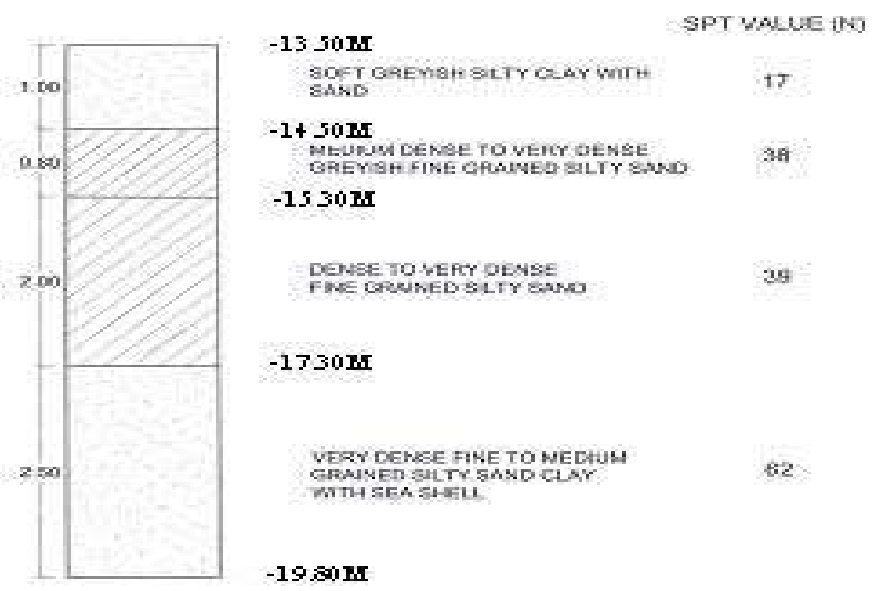 SPT VALUE (N)
-13.50M
SOFT GREYISH SILTY CLAY WITH
SAND
1.00
17
-14.50M
MEDIUM DENSE TO VERY DENSE
GREYISH FINE GRAINED SILTY SAND
0.80
38
-15.30M
DENSE TO VERY DENSE
FINE GRAINED SILTY SAND
2.00
-17.30M
VERY DENSE FINE TO MEDIUM
GRAINED SILTY SAND CLAY
WITH SEA SHELL
2.50
62
-19.80M